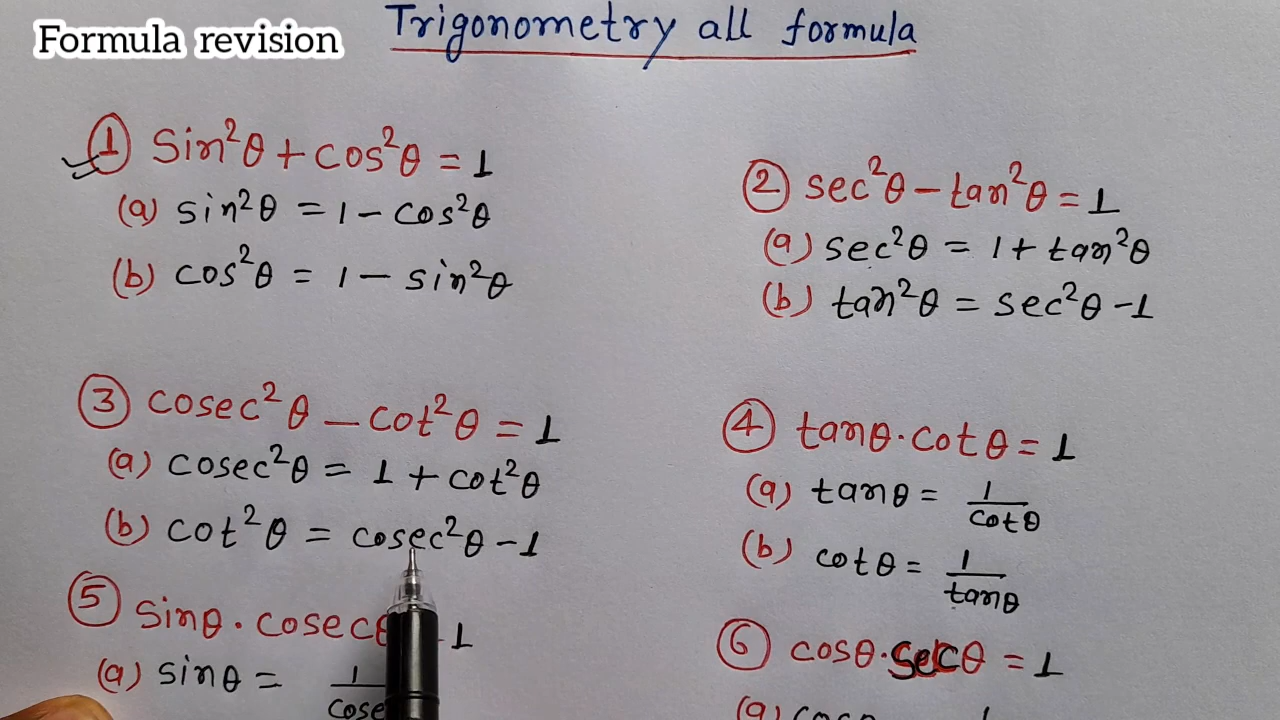 Formula revision
Trigonometry all formula
① Sin²θ + cos²θ = 1
(a) sin²θ = 1 - cos²θ
(b) cos²θ = 1 - sin²θ
② sec²θ - tan²θ = 1
(a) sec²θ = 1 + tan²θ
(b) tan²θ = sec²θ - 1
③ cosec²θ - cot²θ = 1
(a) cosec²θ = 1 + cot²θ
(b) cot²θ = cosec²θ - 1
④ tanθ · cotθ = 1
(a) tanθ = 1/cotθ
(b) cotθ = 1/tanθ
⑤ sinθ · cosecθ 1
(a) sinθ = 1/cose
⑥ cosθ · secθ = 1
(a)